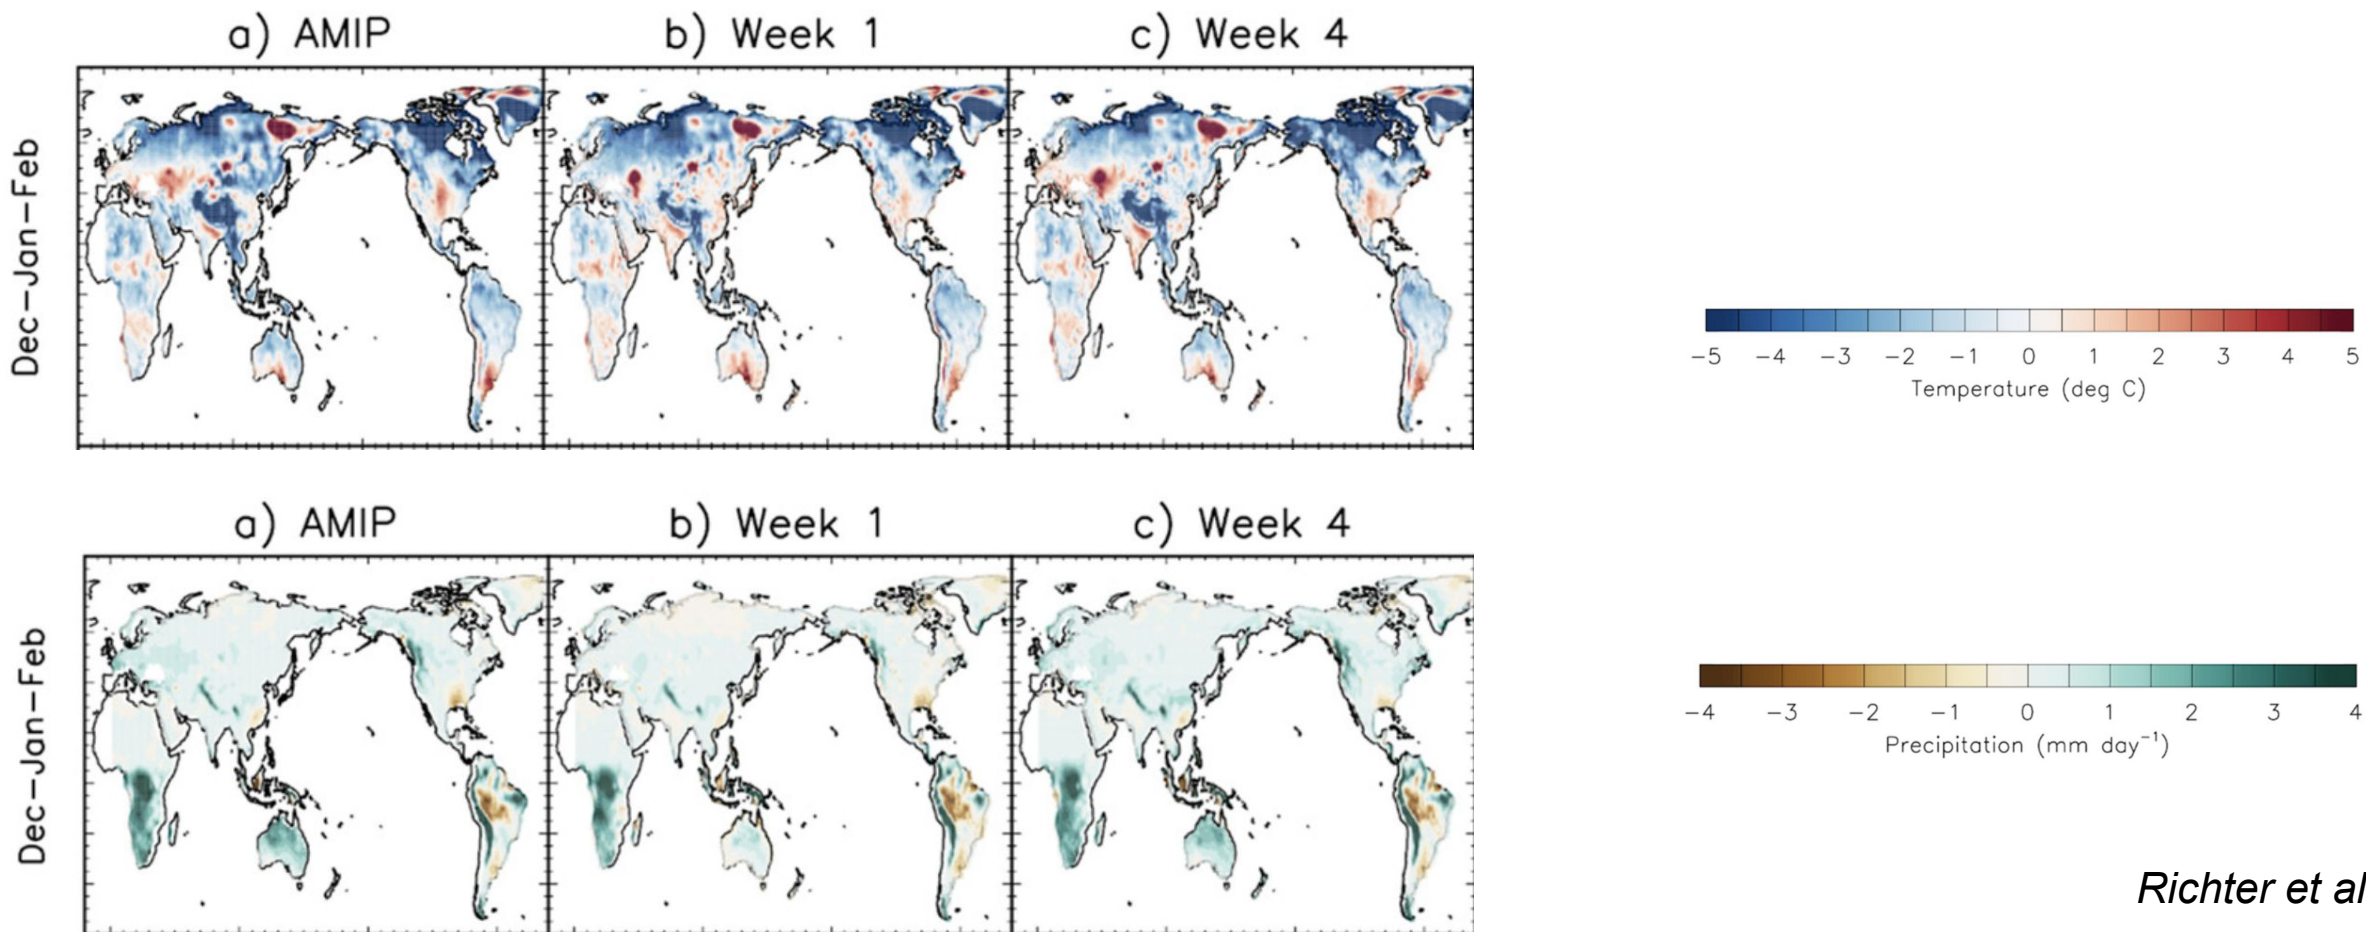 a) AMIP b) Week 1 c) Week 4
Dec-Jan-Feb
-5 -4 -3 -2 -1 0 1 2 3 4 5
Temperature (deg C)
a) AMIP b) Week 1 c) Week 4
Dec-Jan-Feb
-4 -3 -2 -1 0 1 2 3 4
Precipitation (mm day⁻¹)
Richter et al